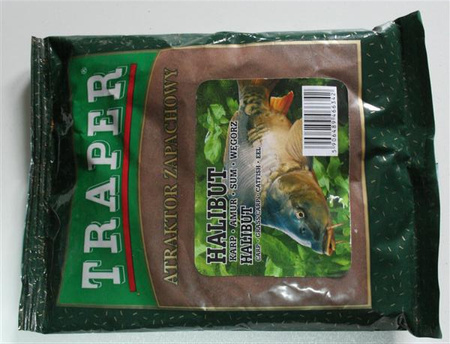 TRAPER®
ATRAKTOR ZAPACHOWY
HALIBUT
KARP • AMUR • SUM • WĘGORZ
HALIBUT
CARP • GRASS CARP • CATFISH • EEL